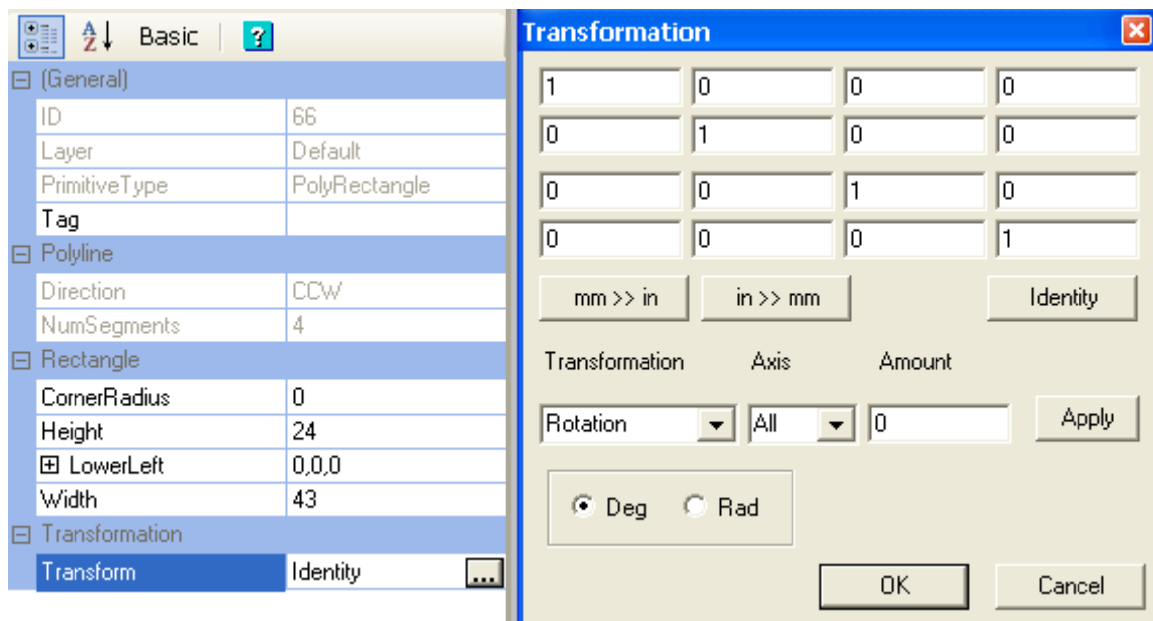 Basic
(General)
ID 66
Layer Default
PrimitiveType PolyRectangle
Tag
Polyline
Direction CCW
NumSegments 4
Rectangle
CornerRadius 0
Height 24
LowerLeft 0,0,0
Width 43
Transformation
Transform Identity ...
Transformation
1 0 0 0
0 1 0 0
0 0 1 0
0 0 0 1
mm >> in in >> mm Identity
Transformation Axis Amount
Rotation All 0 Apply
Deg Rad
OK Cancel